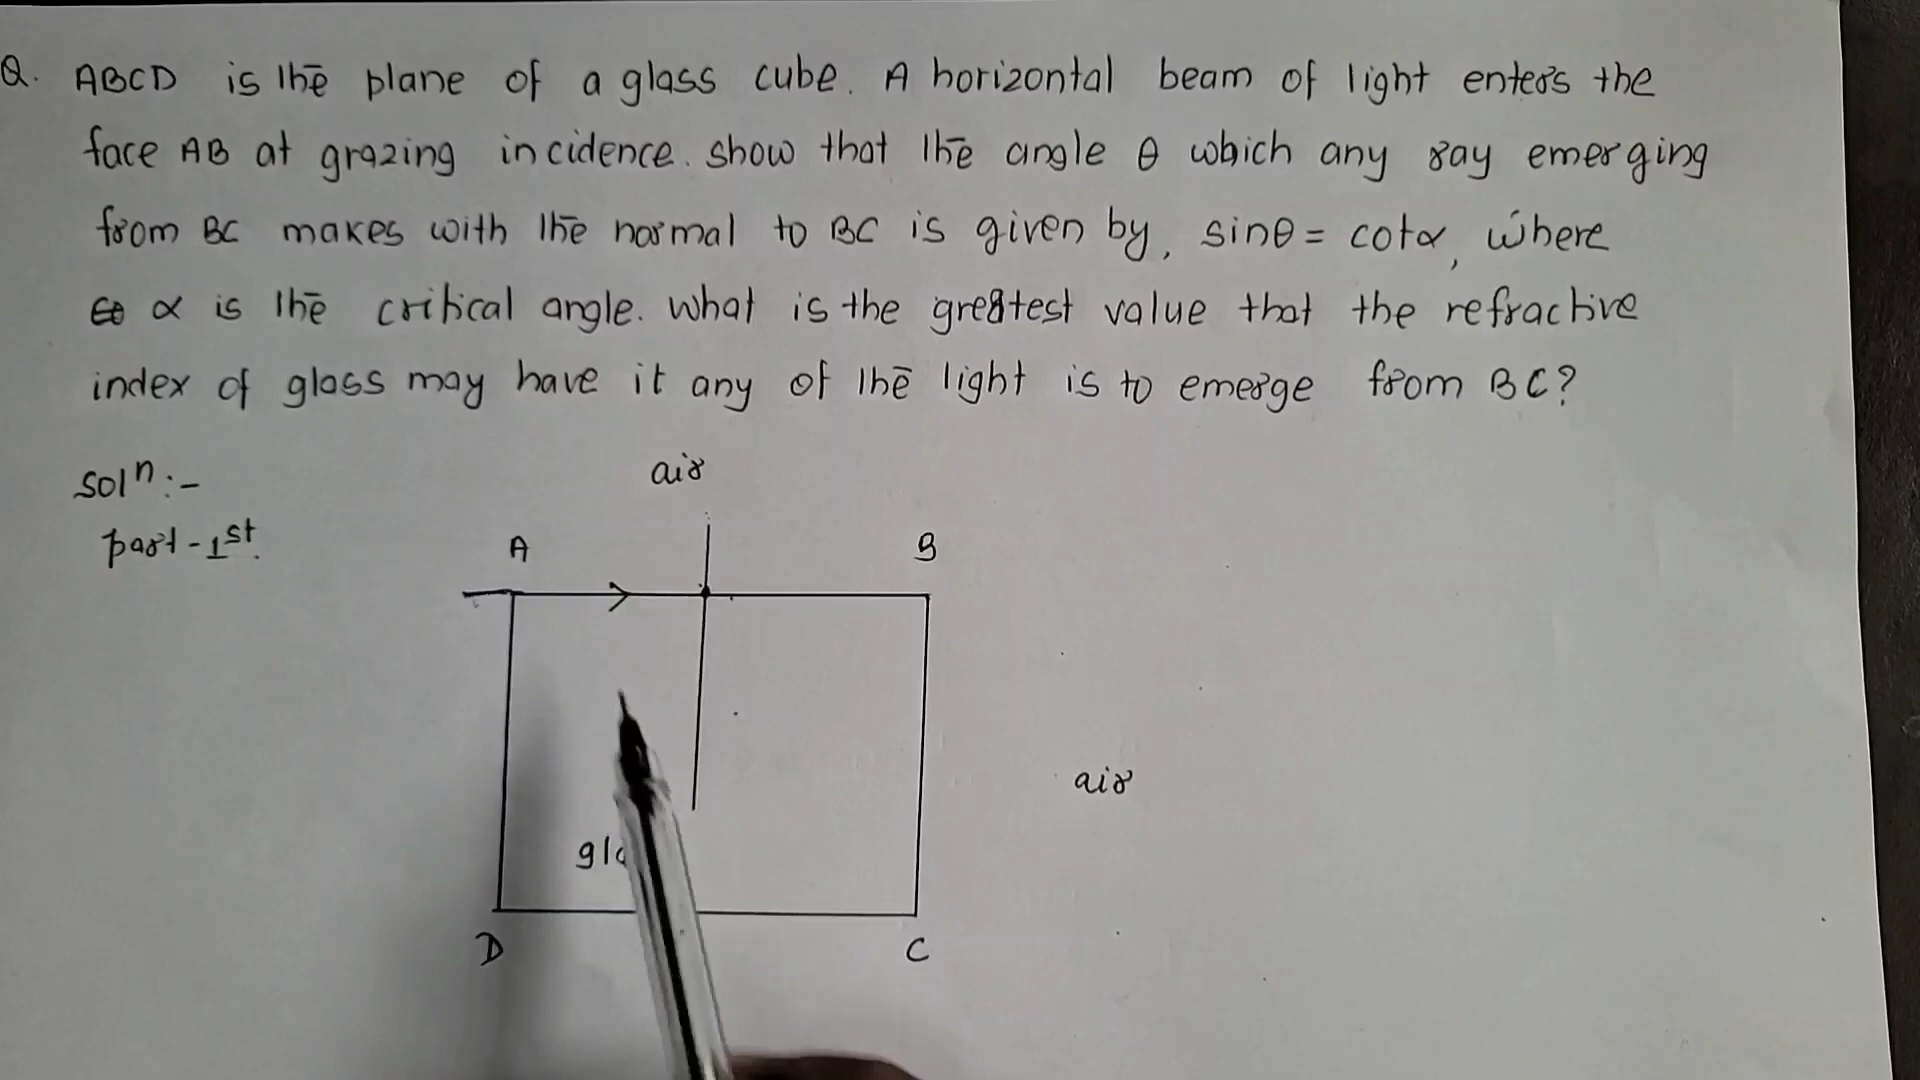 Q. ABCD is the plane of a glass cube. A horizontal beam of light enters the
face AB at grazing incidence. show that the angle θ which any ray emerging
from BC makes with the normal to BC is given by, sinθ = cotα, where
α is the critical angle. What is the greatest value that the refractive
index of glass may have it any of the light is to emerge from BC?
Solⁿ:-
air
part-1st.
A
B
air
D
C